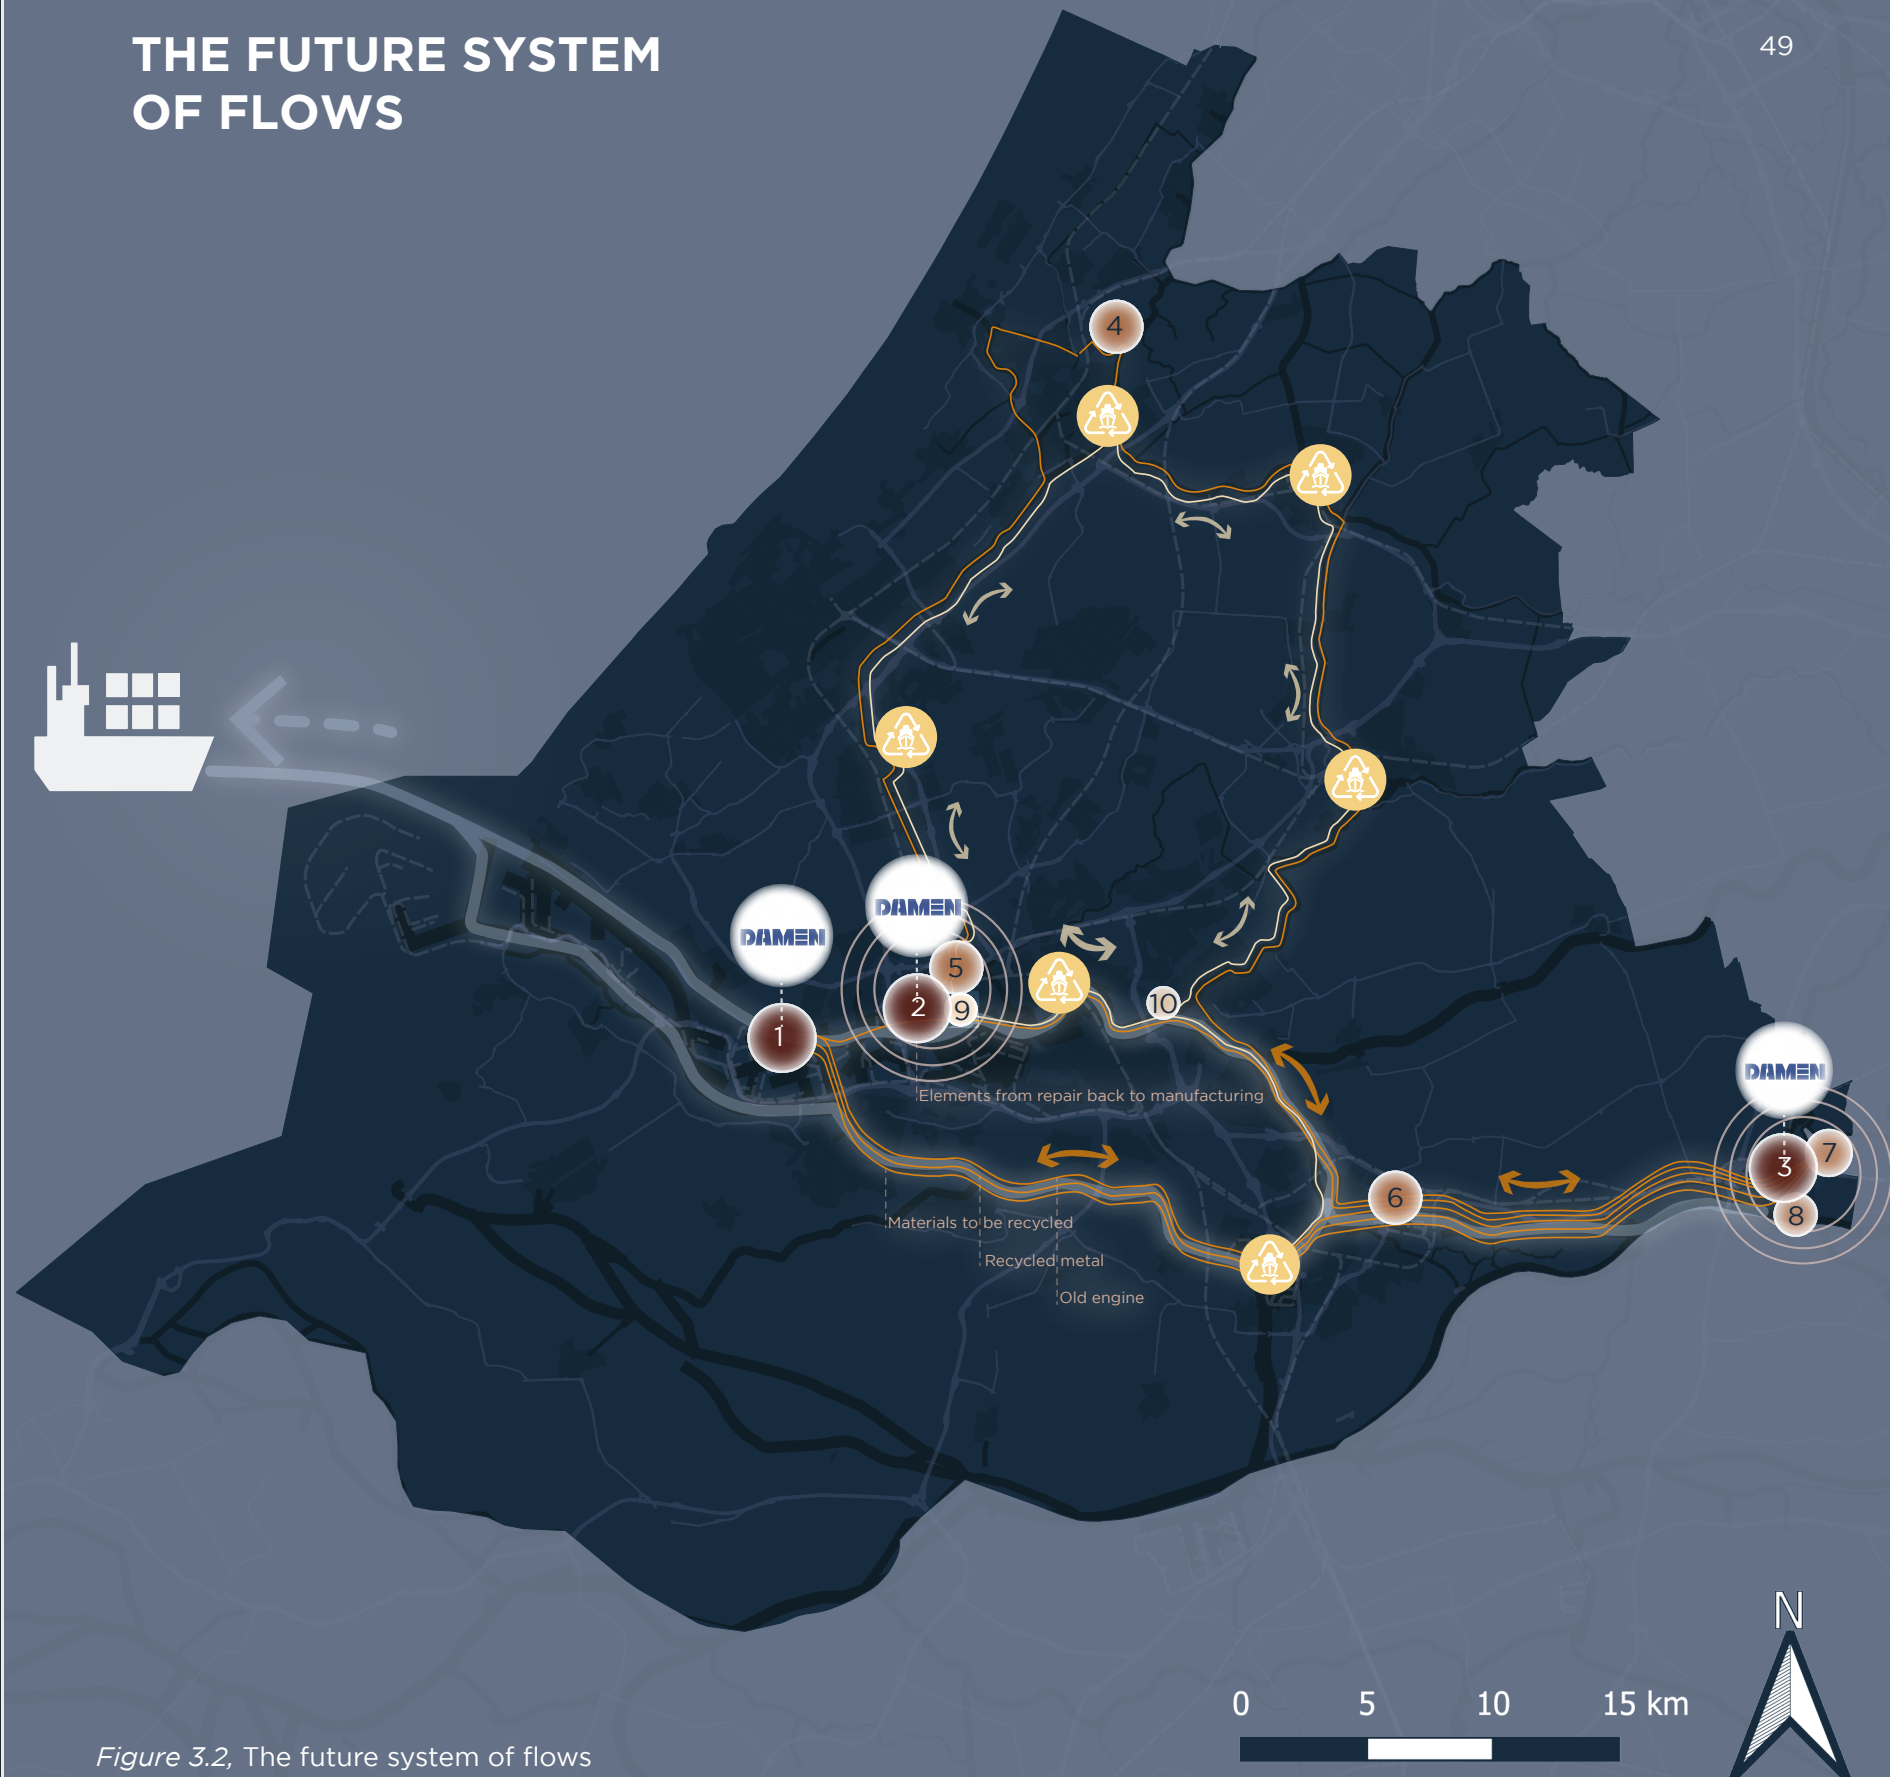 THE FUTURE SYSTEM
OF FLOWS
49
4
DAMEN
DAMEN
5
2
9
10
1
DAMEN
Elements from repair back to manufacturing
7
3
6
8
Materials to be recycled
Recycled metal
Old engine
N
0 5 10 15 km
Figure 3.2, The future system of flows